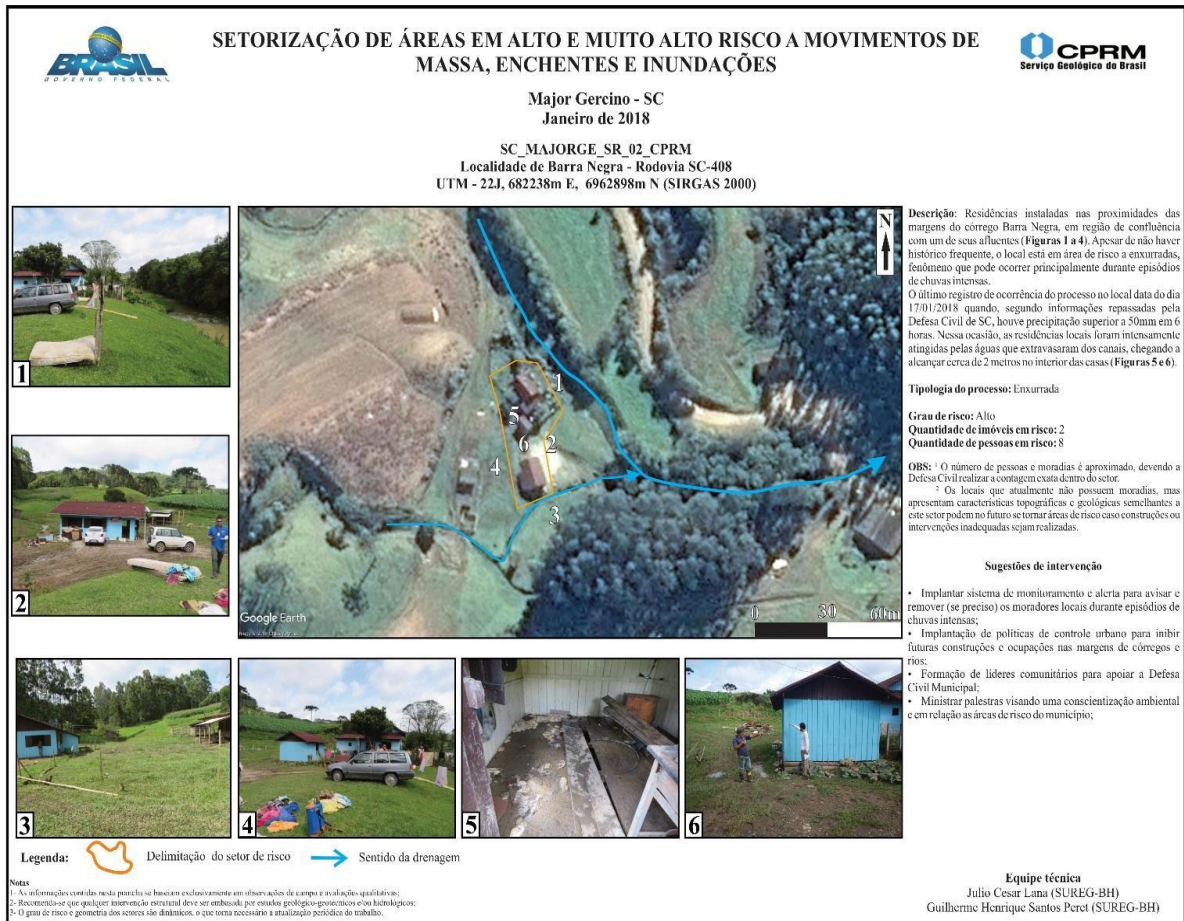 BRASIL
GOVERNO FEDERAL
SETORIZAÇÃO DE ÁREAS EM ALTO E MUITO ALTO RISCO A MOVIMENTOS DE
MASSA, ENCHENTES E INUNDAÇÕES
CPRM
Serviço Geológico do Brasil
Major Gercino - SC
Janeiro de 2018
SC_MAJORGE_SR_02_CPRM
Localidade de Barra Negra - Rodovia SC-408
UTM - 22J, 682238m E, 6962898m N (SIRGAS 2000)
1
2
N
1
5
6
2
4
3
Google Earth
0 30 60m
Descrição: Residências instaladas nas proximidades das
margens do córrego Barra Negra, em região de confluência
com um de seus afluentes (Figuras 1 a 4). Apesar de não haver
histórico frequente, o local está em área de risco a enxurradas,
fenômeno que pode ocorrer principalmente durante episódios
de chuvas intensas.
O último registro de ocorrência do processo no local data do dia
17/01/2018 quando, segundo informações repassadas pela
Defesa Civil de SC, houve precipitação superior a 50mm em 6
horas. Nessa ocasião, as residências locais foram intensamente
atingidas pelas águas que extravasaram dos canais, chegando a
alcançar cerca de 2 metros no interior das casas (Figuras 5 e 6).
Tipologia do processo: Enxurrada
Grau de risco: Alto
Quantidade de imóveis em risco: 2
Quantidade de pessoas em risco: 8
OBS: ¹ O número de pessoas e moradias é aproximado, devendo a
Defesa Civil realizar a contagem exata dentro do setor.
² Os locais que atualmente não possuem moradias, mas
apresentam características topográficas e geológicas semelhantes a
este setor podem no futuro se tornar áreas de risco caso construções ou
intervenções inadequadas sejam realizadas.
Sugestões de intervenção
• Implantar sistema de monitoramento e alerta para avisar e
remover (se preciso) os moradores locais durante episódios de
chuvas intensas;
• Implantação de políticas de controle urbano para inibir
futuras construções e ocupações nas margens de córregos e
rios;
• Formação de líderes comunitários para apoiar a Defesa
Civil Municipal;
• Ministrar palestras visando uma conscientização ambiental
e em relação as áreas de risco do município;
3
4
5
6
Legenda: Delimitação do setor de risco Sentido da drenagem
Notas
1- As informações contidas nesta prancha se baseiam exclusivamente em observações de campo e avaliações qualitativas;
2- Recomenda-se que qualquer intervenção estrutural deve ser embasada por estudos geológico-geotécnicos e/ou hidrológicos;
3- O grau de risco e geometria dos setores são dinâmicos, o que torna necessário a atualização periódica do trabalho.
Equipe técnica
Julio Cesar Lana (SUREG-BH)
Guilherme Henrique Santos Peret (SUREG-BH)